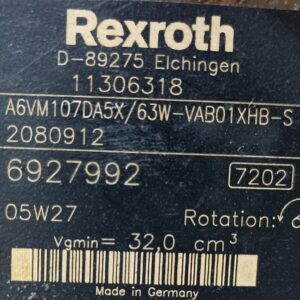 Rexroth
D-89275 Elchingen
11306318
A6VM107DA5X/63W-VAB01XHB-S
2080912
6927992 7202
05W27 Rotation:
Vgmin= 32,0 cm³
Made in Germany